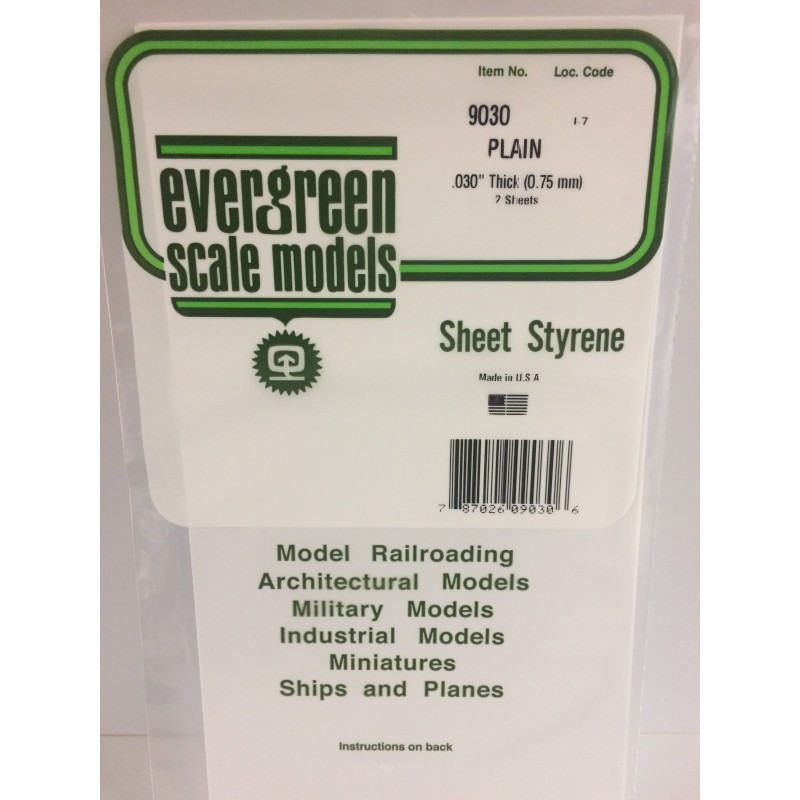 Item No. Loc. Code
9030 I-7
PLAIN
.030" Thick (0.75 mm)
2 Sheets
evergreen
scale models
Sheet Styrene
Made in U.S.A.
7 87026 09030 6
Model Railroading
Architectural Models
Military Models
Industrial Models
Miniatures
Ships and Planes
Instructions on back